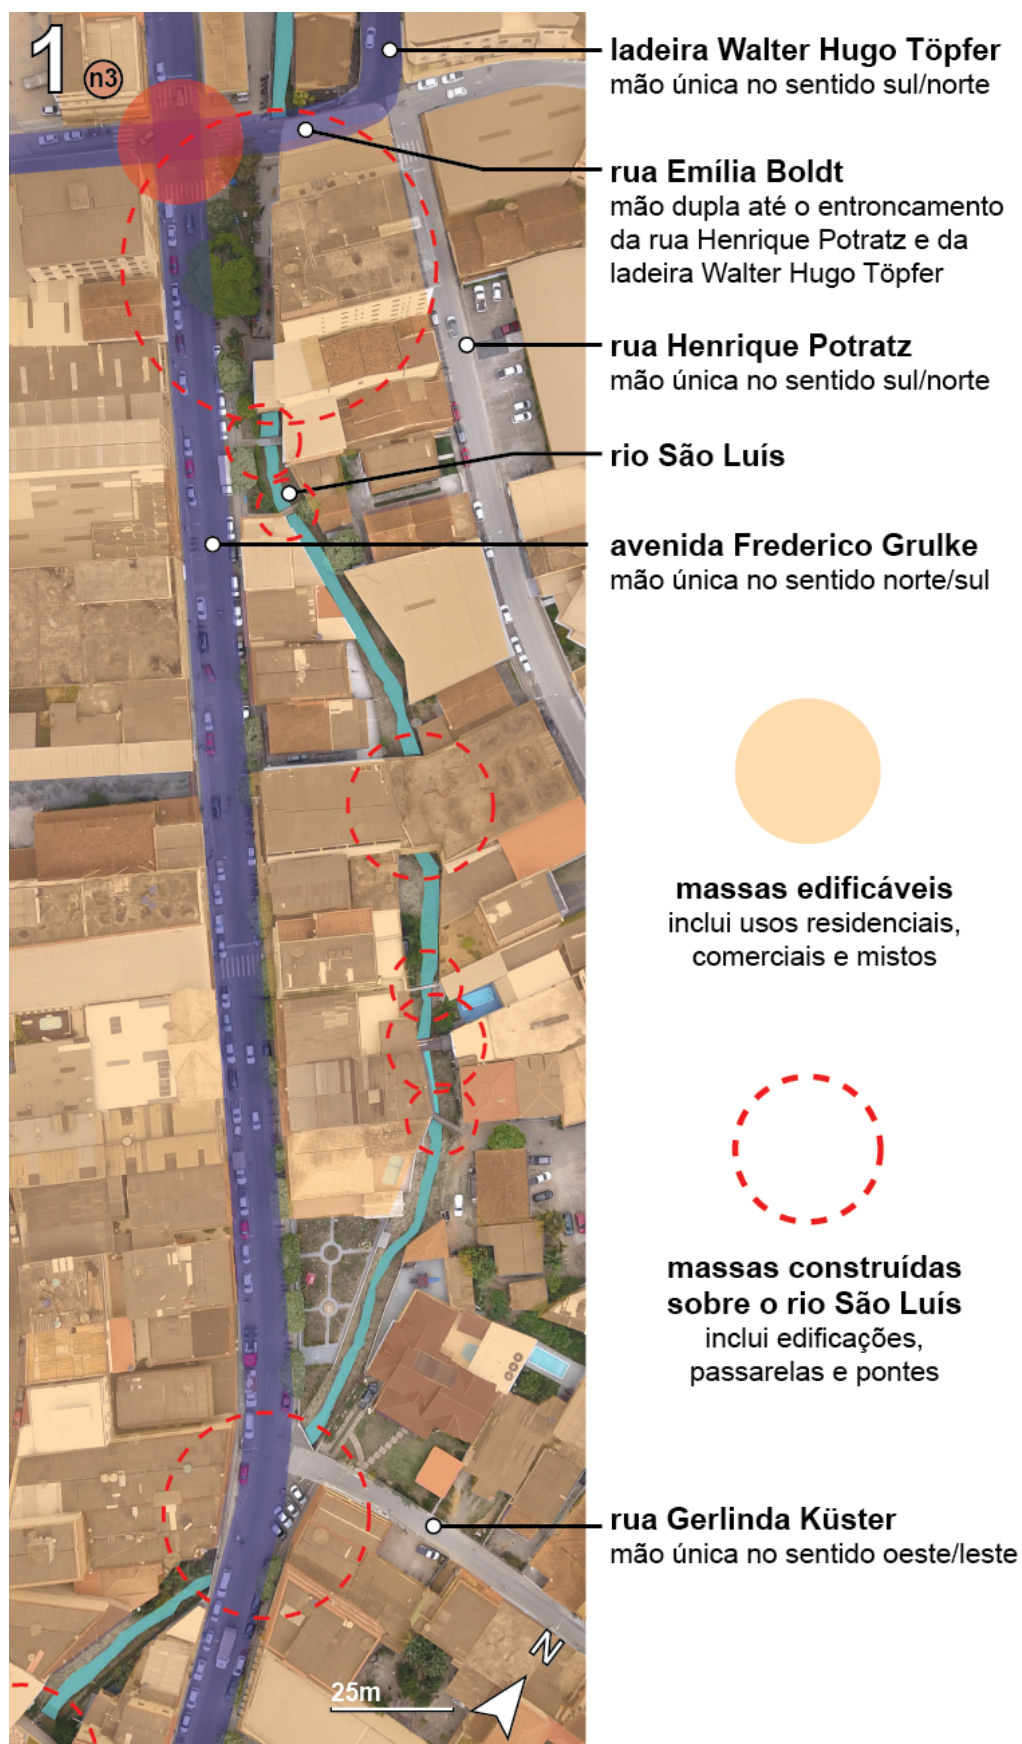 1
n3
ladeira Walter Hugo Töpfer
mão única no sentido sul/norte
rua Emília Boldt
mão dupla até o entroncamento
da rua Henrique Potratz e da
ladeira Walter Hugo Töpfer
rua Henrique Potratz
mão única no sentido sul/norte
rio São Luís
avenida Frederico Grulke
mão única no sentido norte/sul
massas edificáveis
inclui usos residenciais,
comerciais e mistos
massas construídas
sobre o rio São Luís
inclui edificações,
passarelas e pontes
rua Gerlinda Küster
mão única no sentido oeste/leste
N
25m